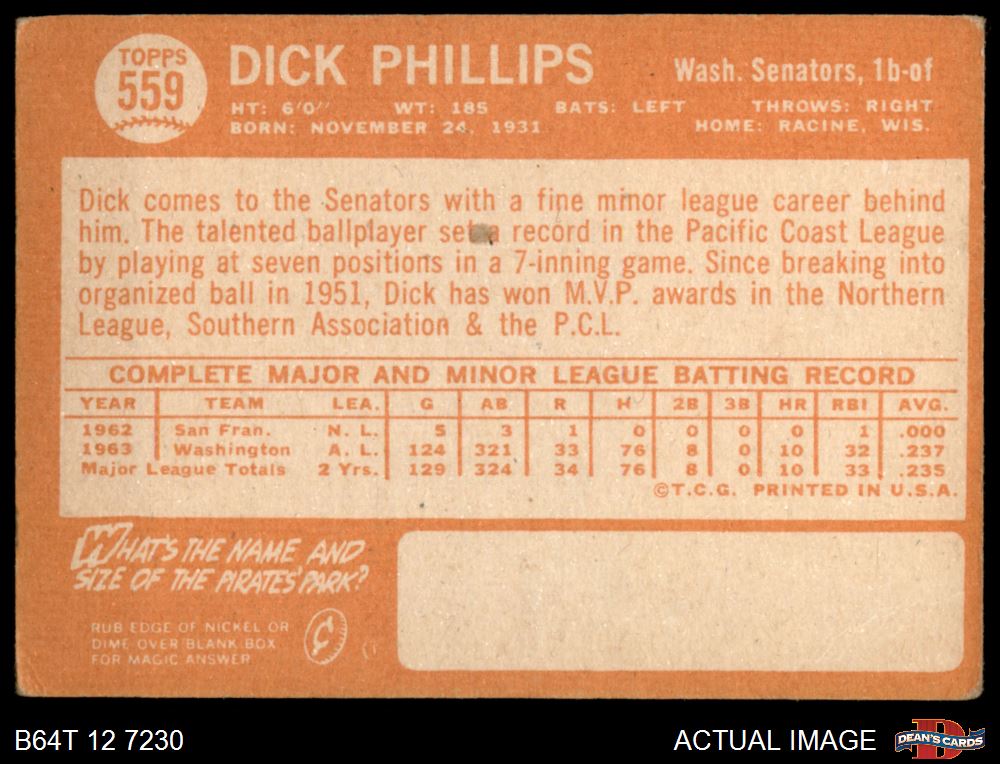 TOPPS
559
DICK PHILLIPS
Wash. Senators, 1b-of
HT: 6'0" WT: 185 BATS: LEFT THROWS: RIGHT
BORN: NOVEMBER 24, 1931 HOME: RACINE, WIS.
Dick comes to the Senators with a fine minor league career behind
him. The talented ballplayer set a record in the Pacific Coast League
by playing at seven positions in a 7-inning game. Since breaking into
organized ball in 1951, Dick has won M.V.P. awards in the Northern
League, Southern Association & the P.C.L.
COMPLETE MAJOR AND MINOR LEAGUE BATTING RECORD
YEAR TEAM LEA. G AB R H 2B 3B HR RBI AVG.
1962 San Fran. N. L. 5 3 1 0 0 0 0 1 .000
1963 Washington A. L. 124 321 33 76 8 0 10 32 .237
Major League Totals 2 Yrs. 129 324 34 76 8 0 10 33 .235
©T.C.G. PRINTED IN U.S.A.
WHAT'S THE NAME AND
SIZE OF THE PIRATES' PARK?
RUB EDGE OF NICKEL OR
DIME OVER BLANK BOX
FOR MAGIC ANSWER
¢
B64T 12 7230
ACTUAL IMAGE
D
DEAN'S CARDS